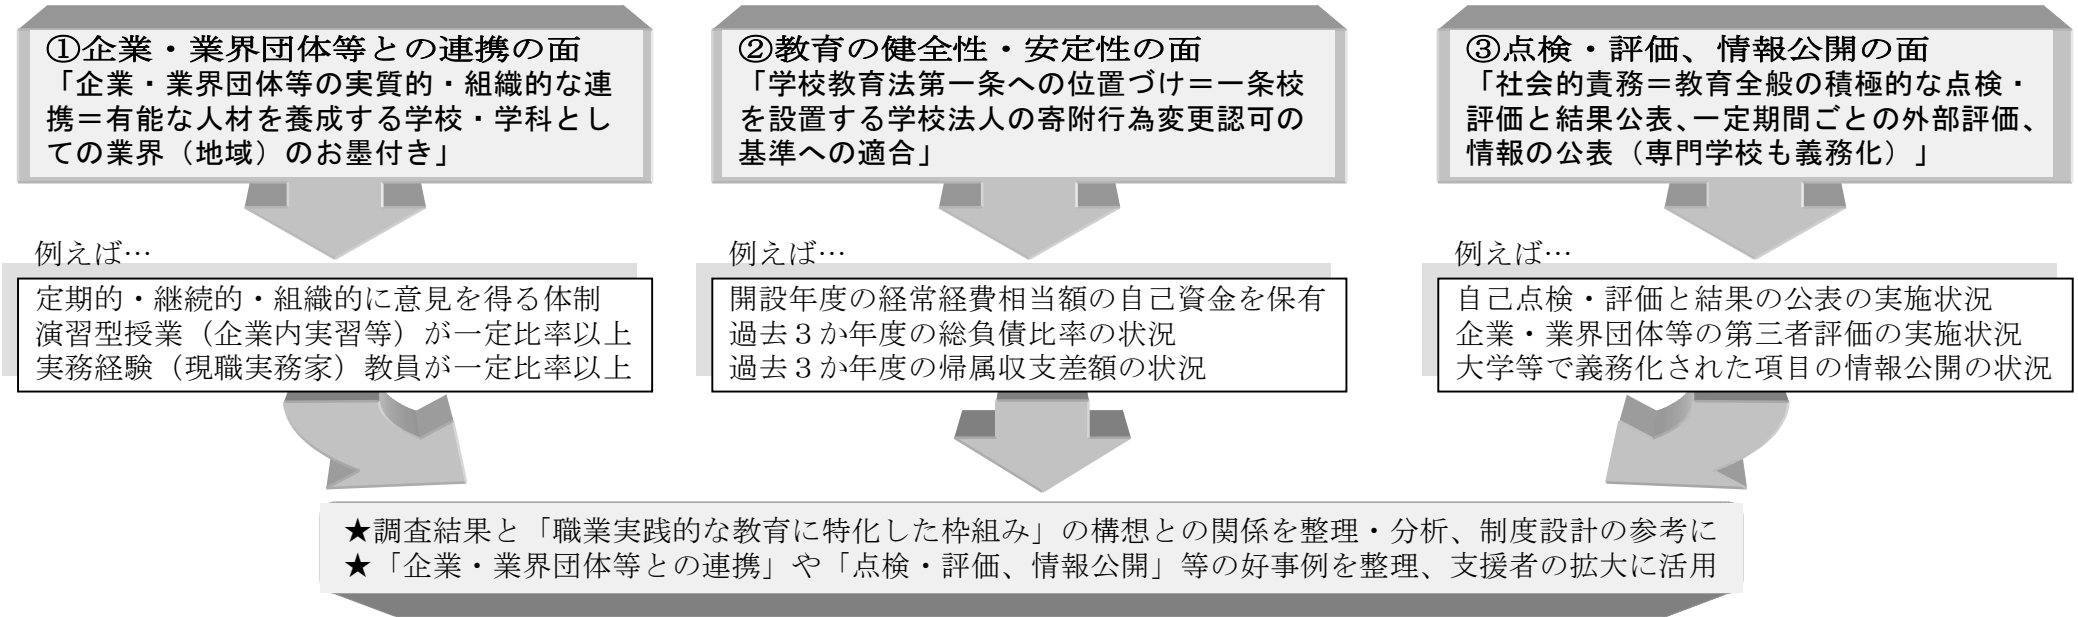 ①企業・業界団体等との連携の面
「企業・業界団体等の実質的・組織的な連
携＝有能な人材を養成する学校・学科とし
ての業界（地域）のお墨付き」
例えば…
定期的・継続的・組織的に意見を得る体制
演習型授業（企業内実習等）が一定比率以上
実務経験（現職実務家）教員が一定比率以上
②教育の健全性・安定性の面
「学校教育法第一条への位置づけ＝一条校
を設置する学校法人の寄附行為変更認可の
基準への適合」
例えば…
開設年度の経常経費相当額の自己資金を保有
過去３か年度の総負債比率の状況
過去３か年度の帰属収支差額の状況
③点検・評価、情報公開の面
「社会的責務＝教育全般の積極的な点検・
評価と結果公表、一定期間ごとの外部評価、
情報の公表（専門学校も義務化）」
例えば…
自己点検・評価と結果の公表の実施状況
企業・業界団体等の第三者評価の実施状況
大学等で義務化された項目の情報公開の状況
★調査結果と「職業実践的な教育に特化した枠組み」の構想との関係を整理・分析、制度設計の参考に
★「企業・業界団体等との連携」や「点検・評価、情報公開」等の好事例を整理、支援者の拡大に活用